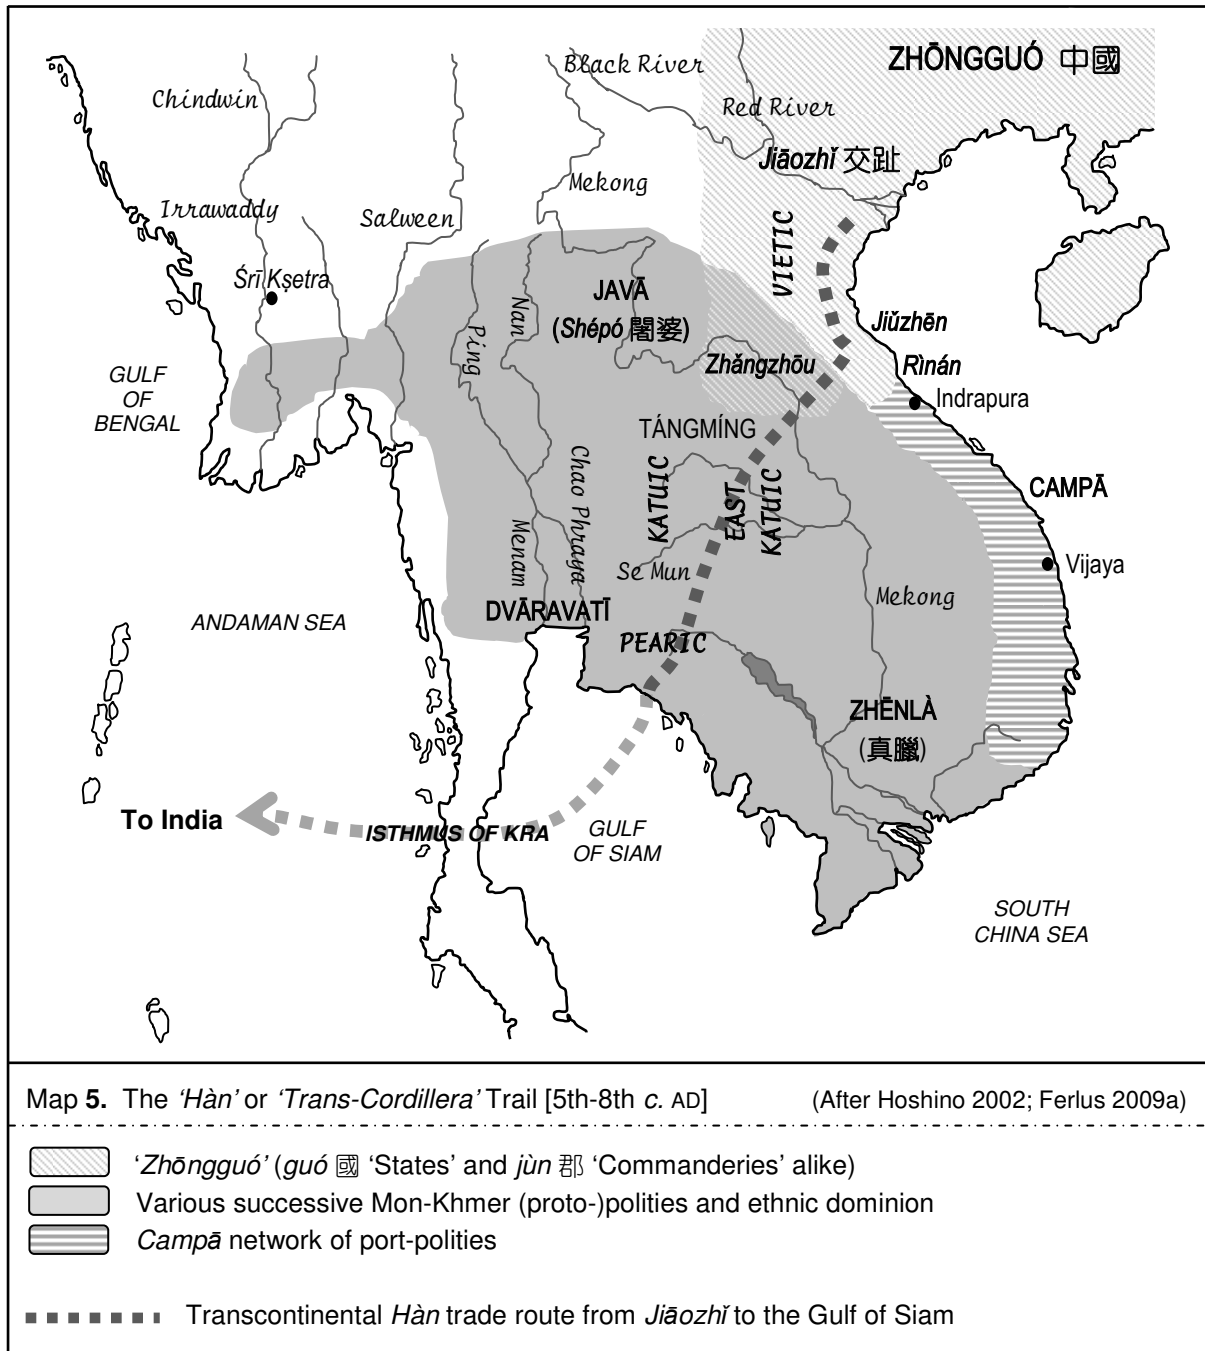 ZHŌNGGUÓ 中國
Black River
Chindwin
Red River
Jiāozhǐ 交趾
Mekong
Irrawaddy
Salween
VIETIC
Śrī Kṣetra
JAVĀ
(Shépó 闍婆)
Nan
Ping
Jiǔzhēn
Zhǎngzhōu
Rìnán
Indrapura
GULF
OF
BENGAL
TÁNGMÍNG
Chao Phraya
KATUIC
EAST
KATUIC
CAMPĀ
Menam
Vijaya
Se Mun
Mekong
DVĀRAVATĪ
ANDAMAN SEA
PEARIC
ZHĒNLÀ
(真臘)
To India
ISTHMUS OF KRA
GULF
OF SIAM
SOUTH
CHINA SEA
Map 5. The 'Hàn' or 'Trans-Cordillera' Trail [5th-8th c. AD] (After Hoshino 2002; Ferlus 2009a)
'Zhōngguó' (guó 國 'States' and jùn 郡 'Commanderies' alike)
Various successive Mon-Khmer (proto-)polities and ethnic dominion
Campā network of port-polities
Transcontinental Hàn trade route from Jiāozhǐ to the Gulf of Siam